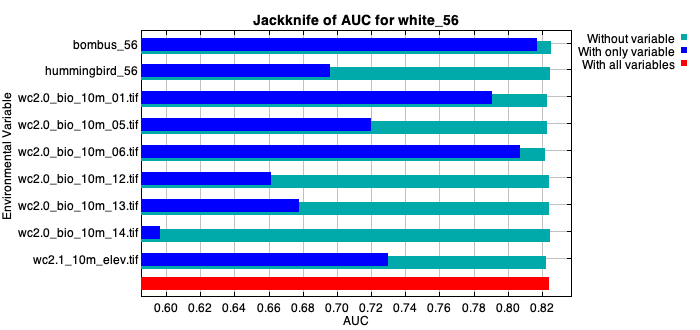 Jackknife of AUC for white_56
Without variable
With only variable
With all variables
Environmental Variable
bombus_56
hummingbird_56
wc2.0_bio_10m_01.tif
wc2.0_bio_10m_05.tif
wc2.0_bio_10m_06.tif
wc2.0_bio_10m_12.tif
wc2.0_bio_10m_13.tif
wc2.0_bio_10m_14.tif
wc2.1_10m_elev.tif
0.60 0.62 0.64 0.66 0.68 0.70 0.72 0.74 0.76 0.78 0.80 0.82
AUC